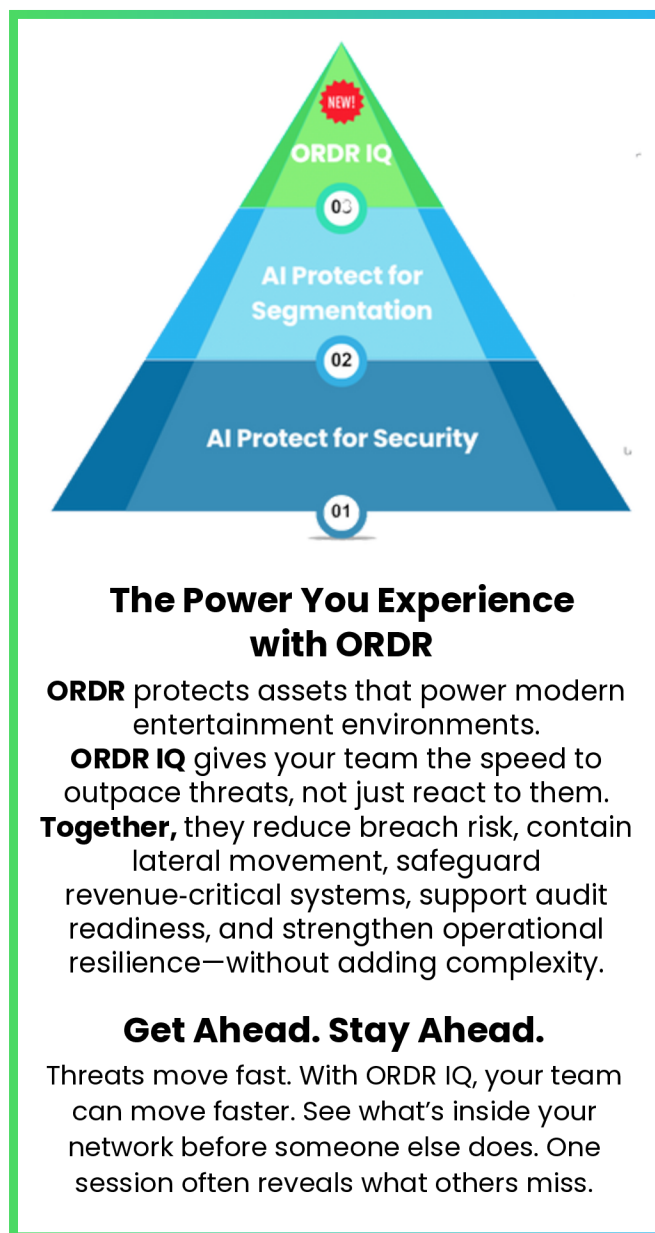 NEW!
ORDR IQ
03
AI Protect for
Segmentation
02
AI Protect for Security
01
The Power You Experience
with ORDR
ORDR protects assets that power modern
entertainment environments.
ORDR IQ gives your team the speed to
outpace threats, not just react to them.
Together, they reduce breach risk, contain
lateral movement, safeguard
revenue-critical systems, support audit
readiness, and strengthen operational
resilience—without adding complexity.
Get Ahead. Stay Ahead.
Threats move fast. With ORDR IQ, your team
can move faster. See what’s inside your
network before someone else does. One
session often reveals what others miss.